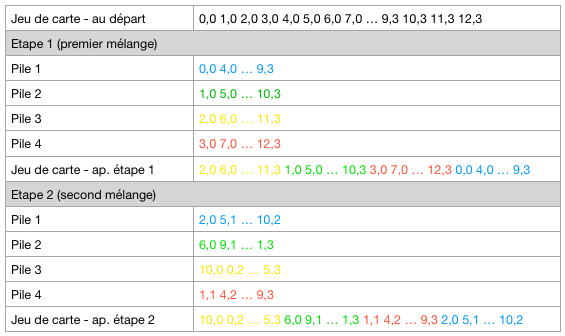 Jeu de carte - au départ 0,0 1,0 2,0 3,0 4,0 5,0 6,0 7,0 … 9,3 10,3 11,3 12,3
Etape 1 (premier mélange)
Pile 1 0,0 4,0 … 9,3
Pile 2 1,0 5,0 … 10,3
Pile 3 2,0 6,0 … 11,3
Pile 4 3,0 7,0 … 12,3
Jeu de carte - ap. étape 1 2,0 6,0 … 11,3 1,0 5,0 … 10,3 3,0 7,0 … 12,3 0,0 4,0 … 9,3
Etape 2 (second mélange)
Pile 1 2,0 5,1 … 10,2
Pile 2 6,0 9,1 … 1,3
Pile 3 10,0 0,2 … 5,3
Pile 4 1,1 4,2 … 9,3
Jeu de carte - ap. étape 2 10,0 0,2 … 5,3 6,0 9,1 … 1,3 1,1 4,2 … 9,3 2,0 5,1 … 10,2